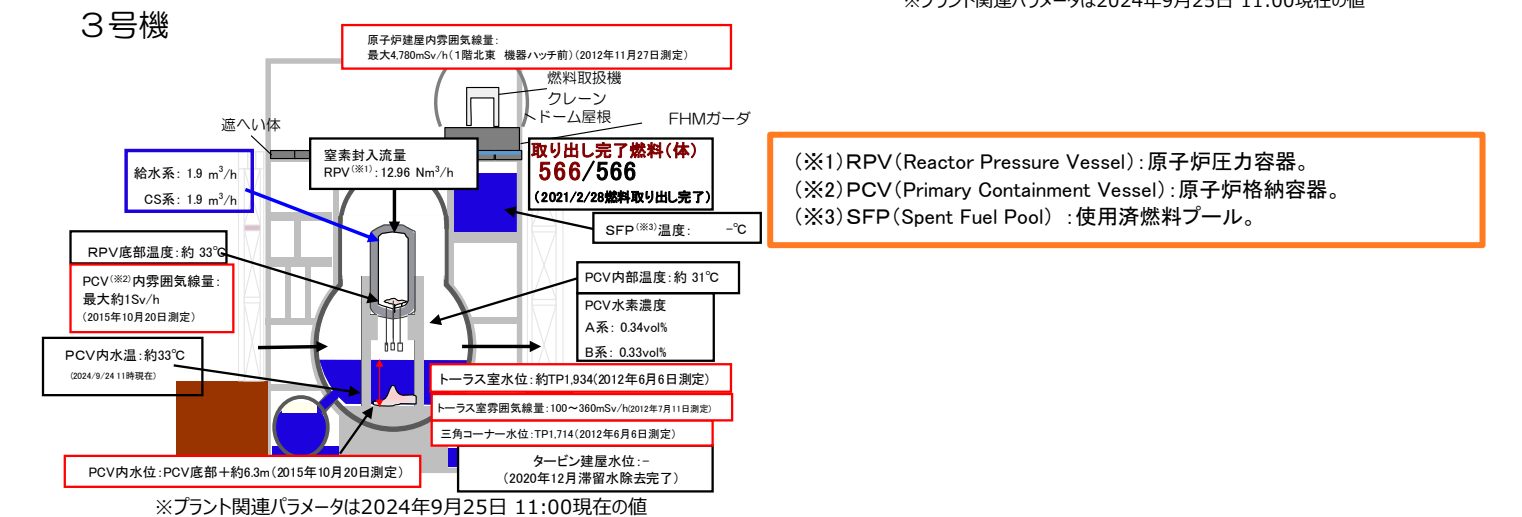 ※プラント関連パラメータは2024年9月25日 11:00現在の値
３号機
原子炉建屋内雰囲気線量：
最大4,780mSv/h（１階北東　機器ハッチ前）（2012年11月27日測定）
燃料取扱機
クレーン
ドーム屋根
FHMガーダ
遮へい体
給水系： 1.9 m³/h
CS系： 1.9 m³/h
窒素封入流量
RPV（※1）：12.96 Nm³/h
取り出し完了燃料（体）
566/566
（2021/2/28燃料取り出し完了）
SFP（※3）温度：　　-℃
RPV底部温度：約 33℃
PCV（※2）内雰囲気線量：
最大約1Sv/h
（2015年10月20日測定）
PCV内部温度：約 31℃
PCV水素濃度
A系： 0.34vol%
B系： 0.33vol%
PCV内水温：約33℃
（2024/9/24 11時現在）
トーラス室水位：約TP1,934（2012年6月6日測定）
トーラス室雰囲気線量：100～360mSv/h（2012年7月11日測定）
三角コーナー水位：TP1,714（2012年6月6日測定）
PCV内水位：PCV底部＋約6.3m（2015年10月20日測定）
タービン建屋水位：-
（2020年12月滞留水除去完了）
※プラント関連パラメータは2024年9月25日 11:00現在の値
（※1）RPV（Reactor Pressure Vessel）：原子炉圧力容器。
（※2）PCV（Primary Containment Vessel）：原子炉格納容器。
（※3）SFP（Spent Fuel Pool） ：使用済燃料プール。